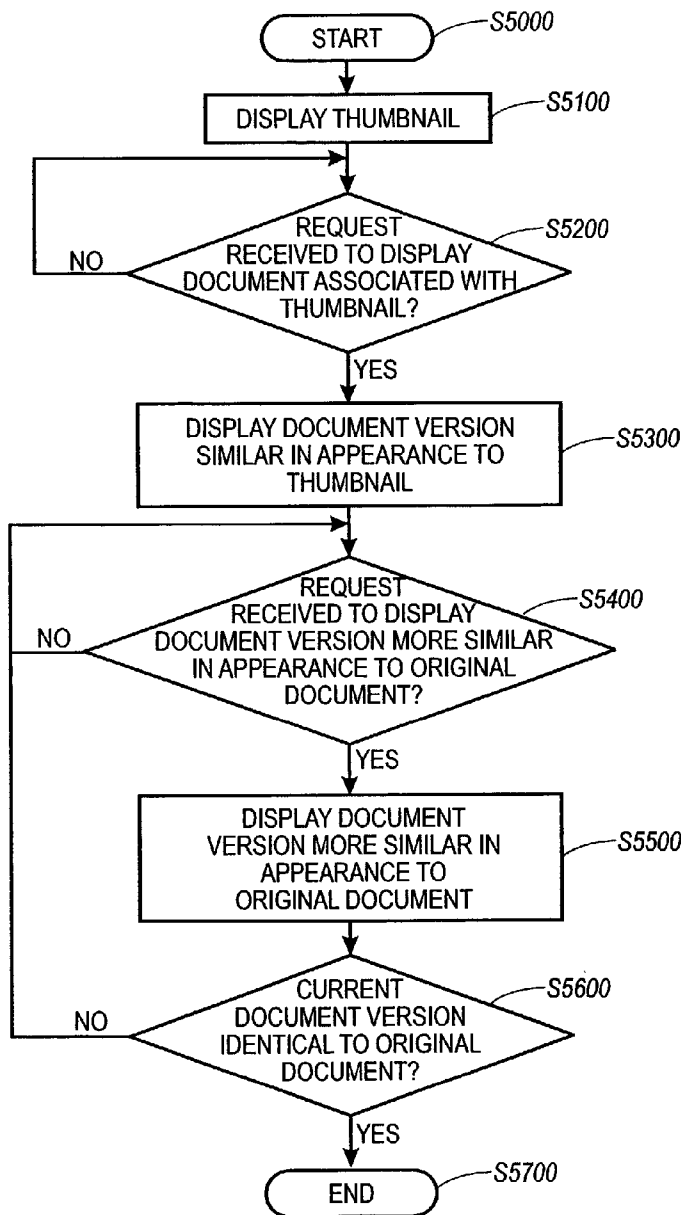 START
S5000
DISPLAY THUMBNAIL
S5100
REQUEST
RECEIVED TO DISPLAY
DOCUMENT ASSOCIATED WITH
THUMBNAIL?
S5200
NO
YES
DISPLAY DOCUMENT VERSION
SIMILAR IN APPEARANCE TO
THUMBNAIL
S5300
REQUEST
RECEIVED TO DISPLAY
DOCUMENT VERSION MORE SIMILAR
IN APPEARANCE TO ORIGINAL
DOCUMENT?
S5400
NO
YES
DISPLAY DOCUMENT
VERSION MORE SIMILAR IN
APPEARANCE TO
ORIGINAL DOCUMENT
S5500
CURRENT
DOCUMENT VERSION
IDENTICAL TO ORIGINAL
DOCUMENT?
S5600
NO
YES
END
S5700